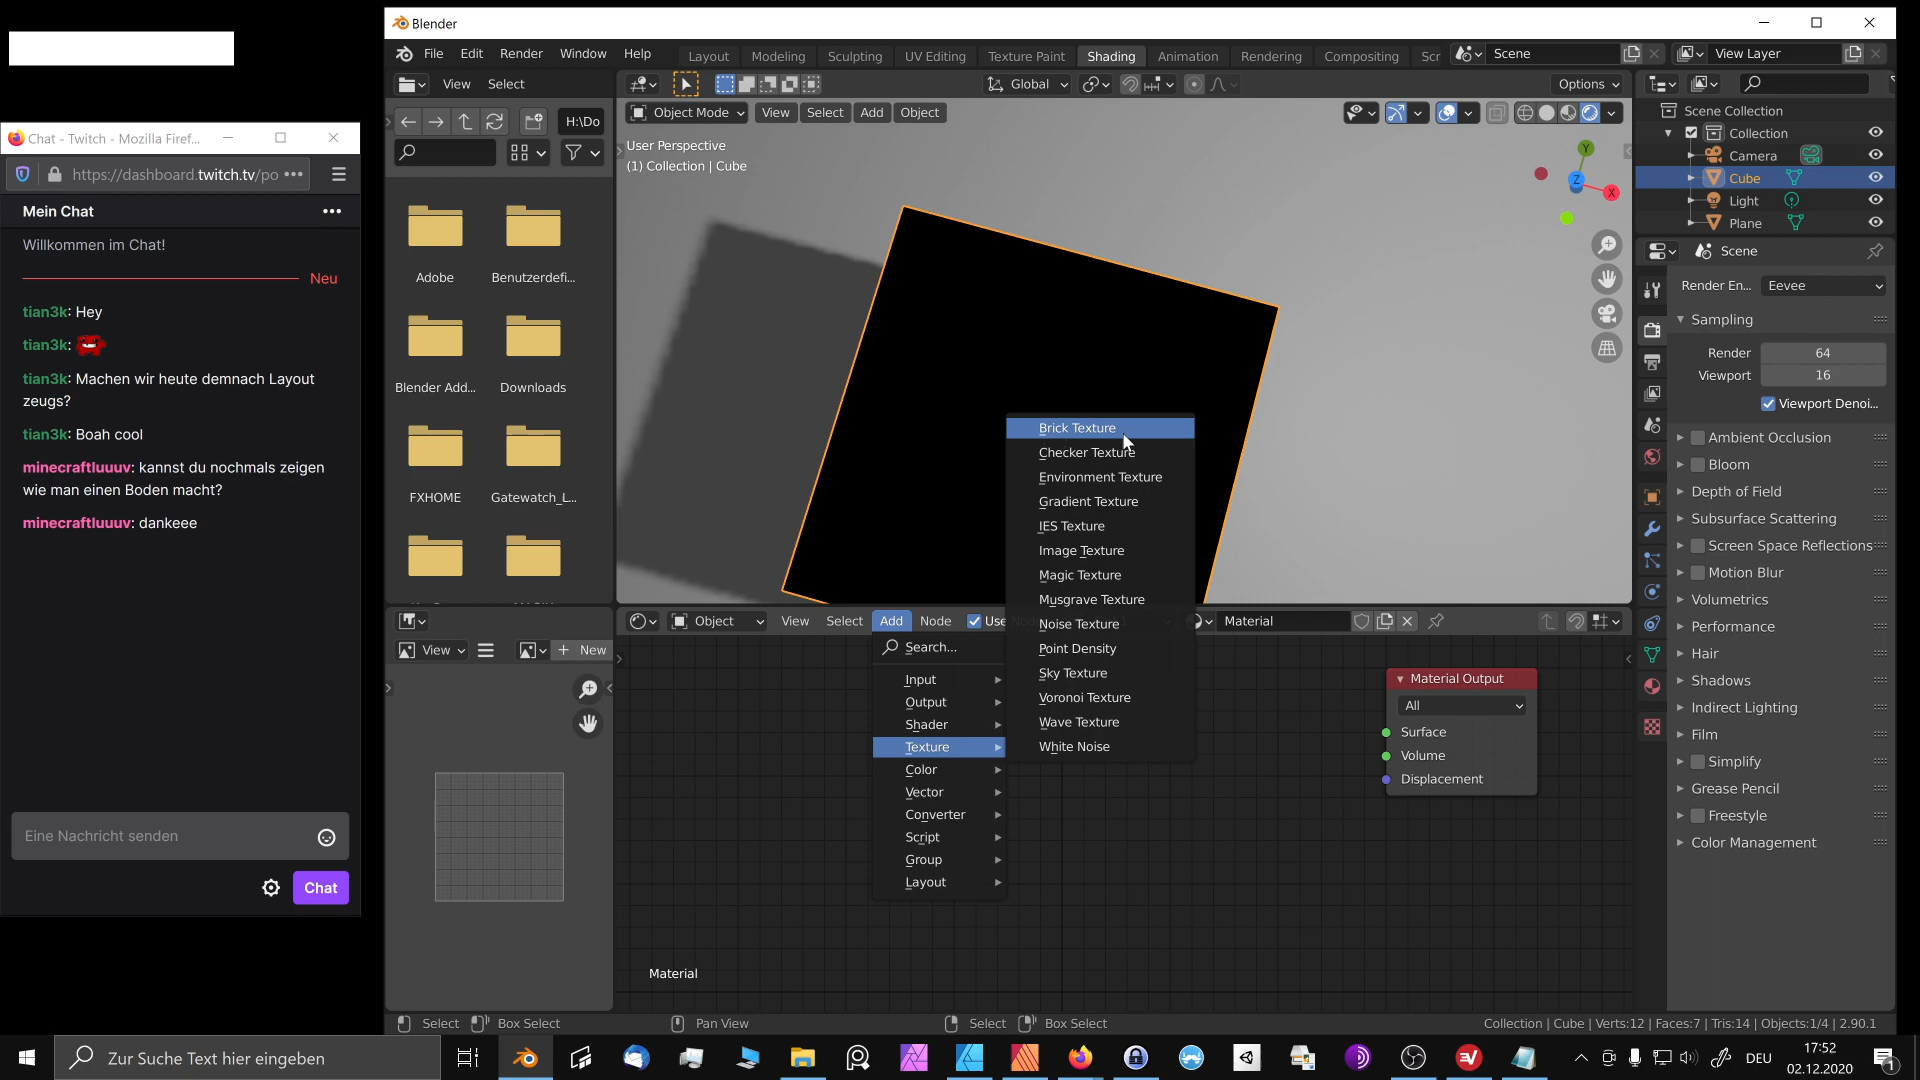 Blender
File Edit Render Window Help
Layout Modeling Sculpting UV Editing Texture Paint Shading Animation Rendering Compositing Scr
Scene
View Layer
View Select
Global
Options
H:\Do
Object Mode View Select Add Object
User Perspective
(1) Collection | Cube
Y
Z
X
Adobe
Benutzerdefi...
Blender Add...
Downloads
FXHOME
Gatewatch_L...
Scene Collection
Collection
Camera
Cube
Light
Plane
Scene
Render En... Eevee
Sampling
Render 64
Viewport 16
Viewport Denoi...
Ambient Occlusion
Bloom
Depth of Field
Subsurface Scattering
Screen Space Reflections
Motion Blur
Volumetrics
Performance
Hair
Shadows
Indirect Lighting
Film
Simplify
Grease Pencil
Freestyle
Color Management
Brick Texture
Checker Texture
Environment Texture
Gradient Texture
IES Texture
Image Texture
Magic Texture
Musgrave Texture
Noise Texture
Point Density
Sky Texture
Voronoi Texture
Wave Texture
White Noise
Object View Select Add Node Use
Material
View
New
Search...
Input
Output
Shader
Texture
Color
Vector
Converter
Script
Group
Layout
Material Output
All
Surface
Volume
Displacement
Material
Select Box Select Pan View Select Box Select
Collection | Cube | Verts:12 | Faces:7 | Tris:14 | Objects:1/4 | 2.90.1
Chat - Twitch - Mozilla Firef...
https://dashboard.twitch.tv/po
Mein Chat
Willkommen im Chat!
Neu
tian3k: Hey
tian3k:
tian3k: Machen wir heute demnach Layout
zeugs?
tian3k: Boah cool
minecraftluuuv: kannst du nochmals zeigen
wie man einen Boden macht?
minecraftluuuv: dankeee
Eine Nachricht senden
Chat
Zur Suche Text hier eingeben
DEU
17:52
02.12.2020
1